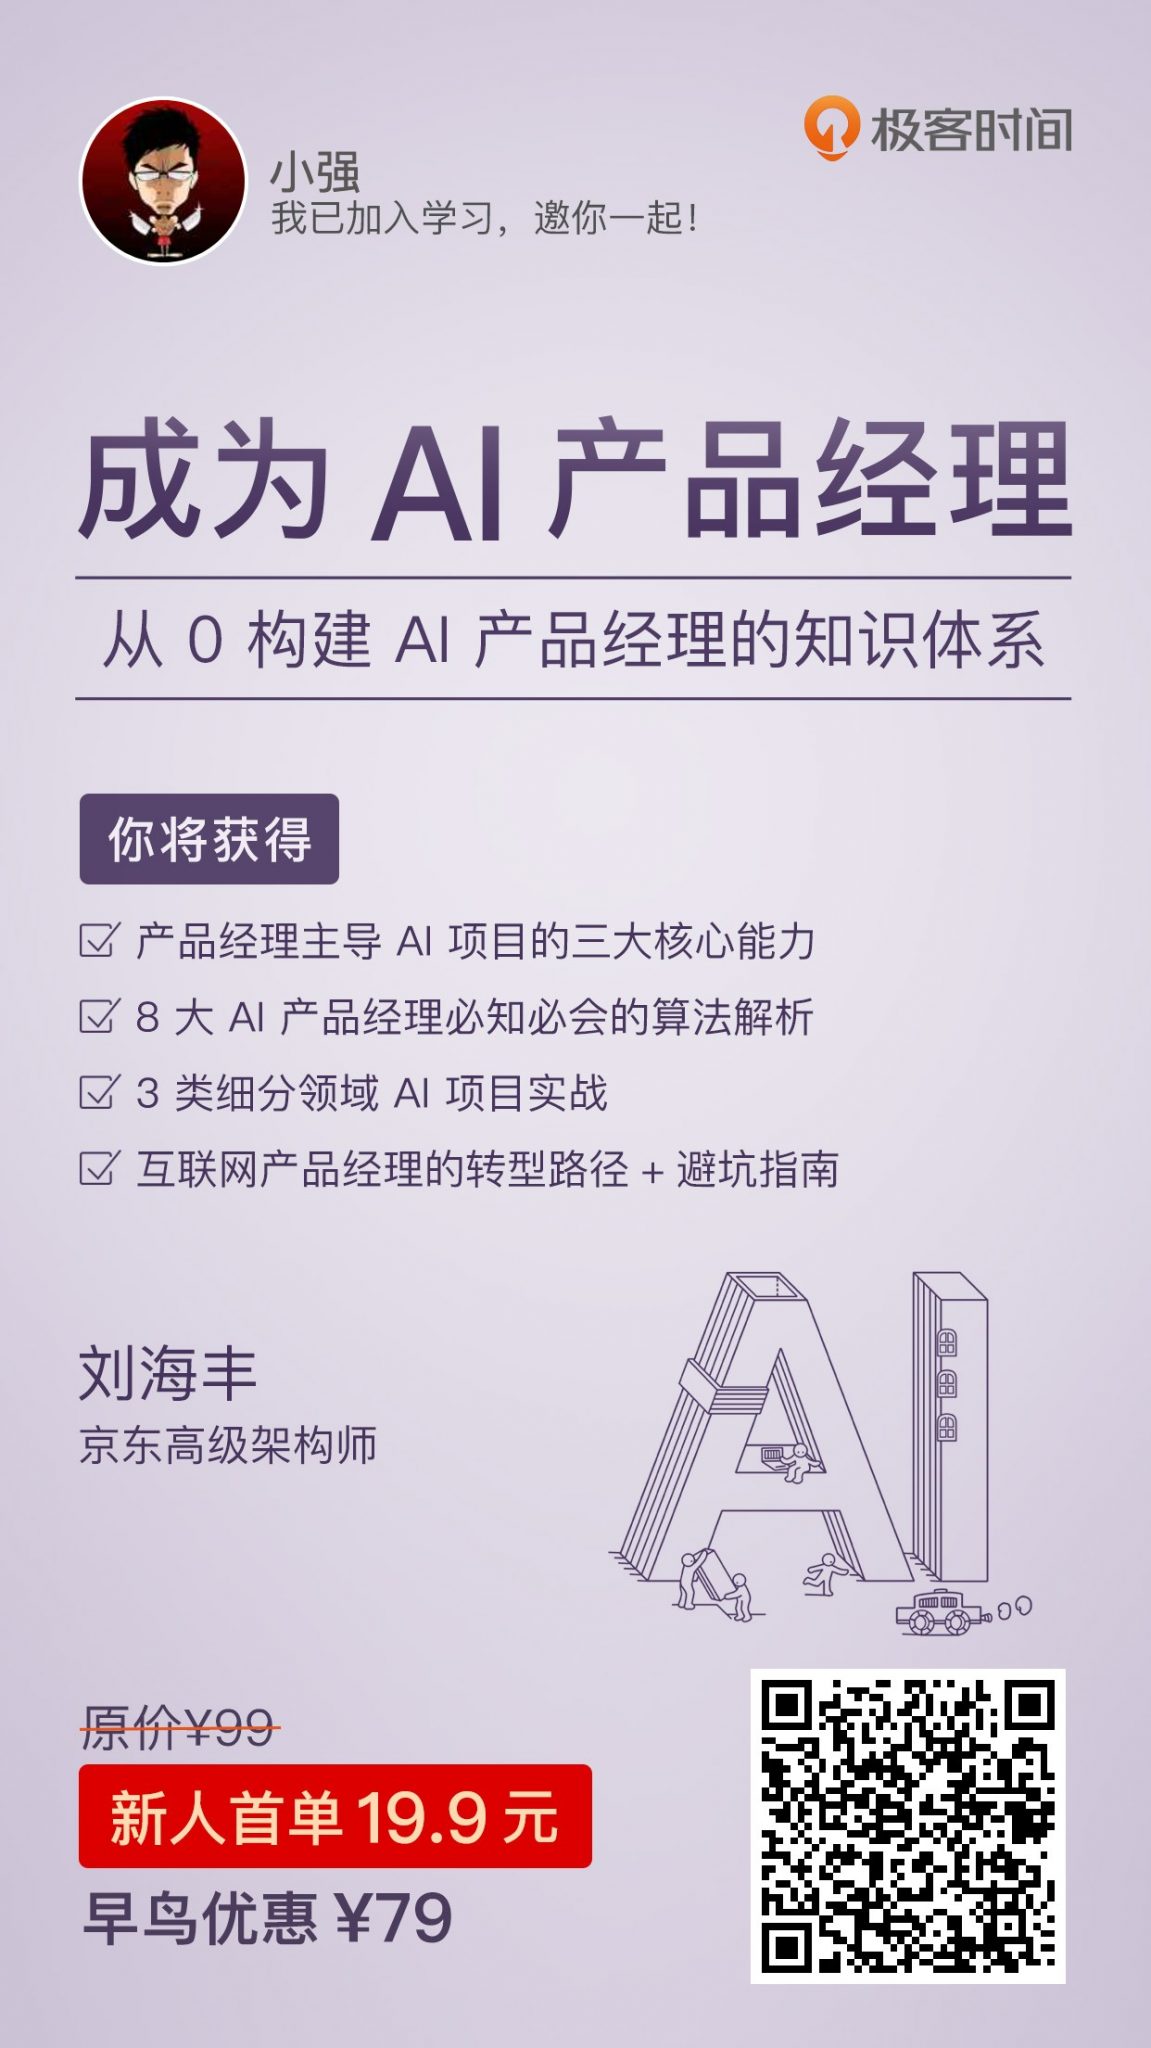 小强
我已加入学习，邀你一起！
极客时间
成为 AI 产品经理
从 0 构建 AI 产品经理的知识体系
你将获得
产品经理主导 AI 项目的三大核心能力
8 大 AI 产品经理必知必会的算法解析
3 类细分领域 AI 项目实战
互联网产品经理的转型路径 + 避坑指南
刘海丰
京东高级架构师
原价¥99
新人首单 19.9 元
早鸟优惠 ¥79